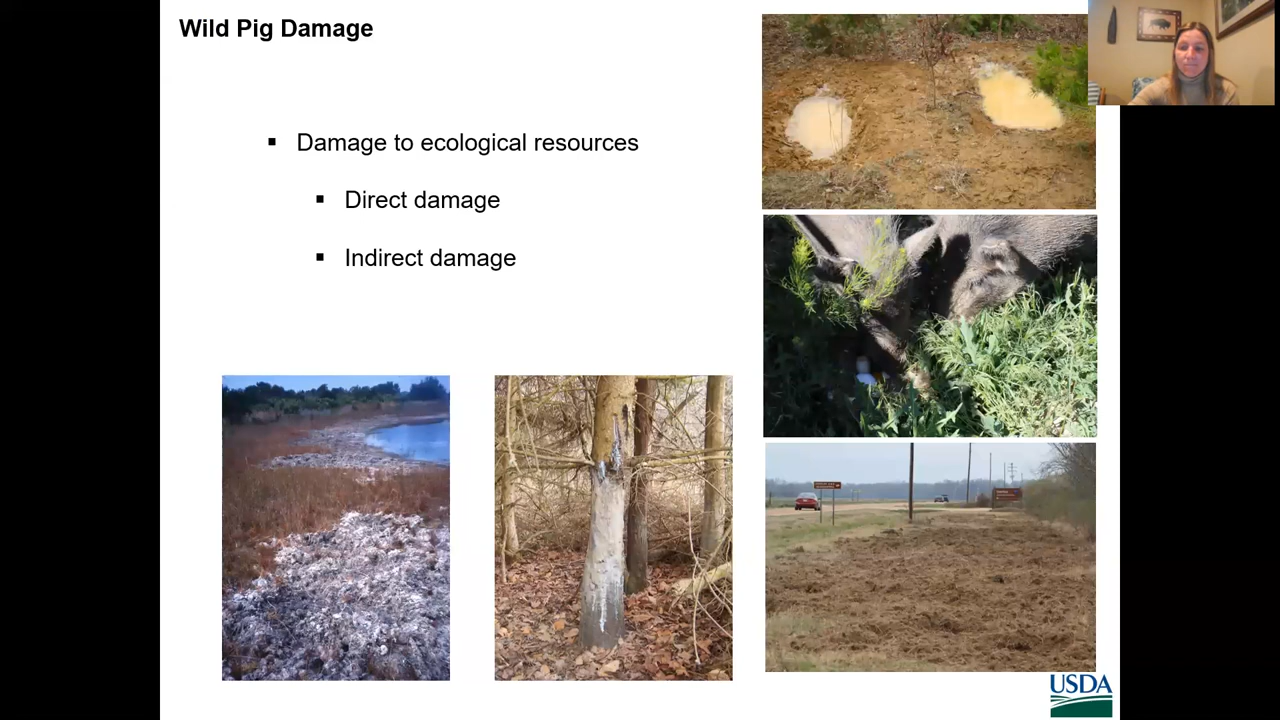 Wild Pig Damage
▪ Damage to ecological resources
▪ Direct damage
▪ Indirect damage
USDA